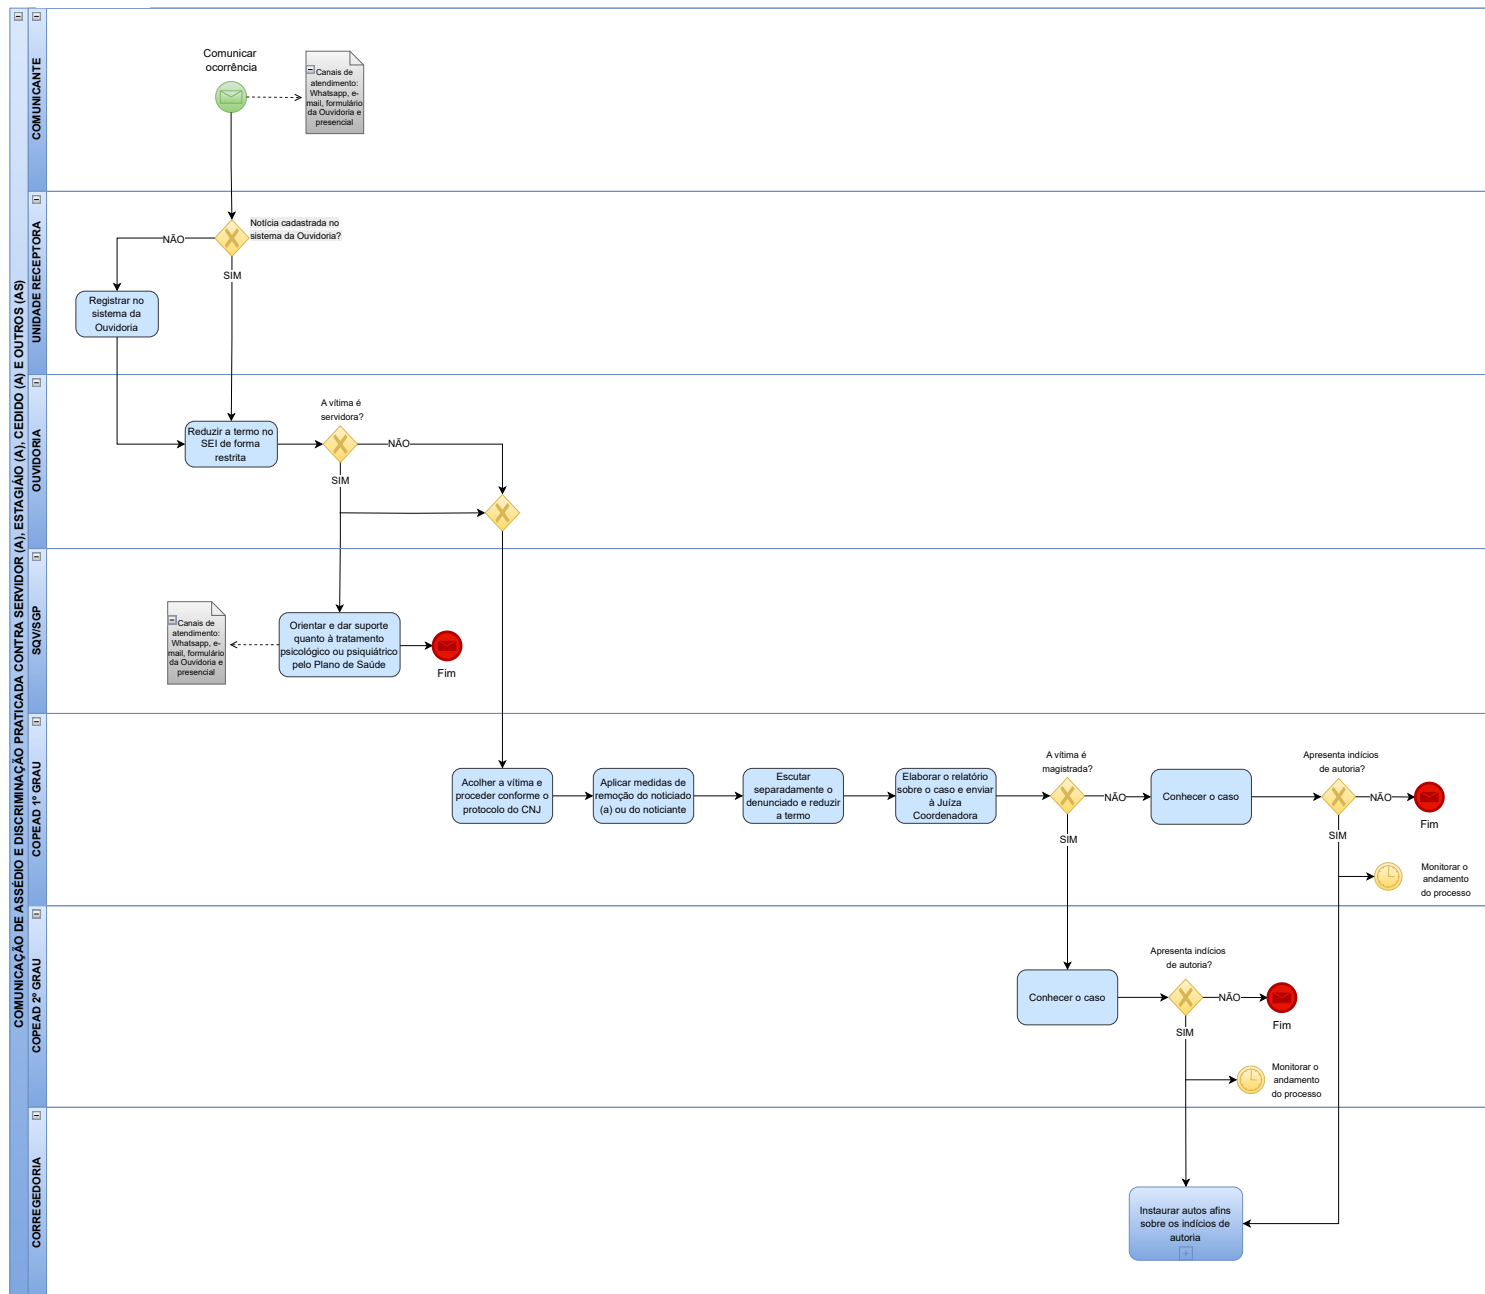 COMUNICAÇÃO DE ASSÉDIO E DISCRIMINAÇÃO PRATICADA CONTRA SERVIDOR (A), ESTAGIÁIO (A), CEDIDO (A) E OUTROS (AS)
COMUNICANTE
Comunicar
ocorrência
Canais de
atendimento:
Whatsapp, e-
mail, formulário
da Ouvidoria e
presencial
UNIDADE RECEPTORA
Notícia cadastrada no
sistema da Ouvidoria?
NÃO
SIM
Registrar no
sistema da
Ouvidoria
OUVIDORIA
Reduzir a termo no
SEI de forma
restrita
A vítima é
servidora?
NÃO
SIM
SQV/SGP
Canais de
atendimento:
Whatsapp, e-
mail, formulário
da Ouvidoria e
presencial
Orientar e dar suporte
quanto à tratamento
psicológico ou psiquiátrico
pelo Plano de Saúde
Fim
COPEAD 1º GRAU
Acolher a vítima e
proceder conforme o
protocolo do CNJ
Aplicar medidas de
remoção do noticiado
(a) ou do noticiante
Escutar
separadamente o
denunciado e reduzir
a termo
Elaborar o relatório
sobre o caso e enviar
à Juíza
Coordenadora
A vítima é
magistrada?
NÃO
SIM
Conhecer o caso
Apresenta indícios
de autoria?
NÃO
Fim
SIM
Monitorar o
andamento
do processo
COPEAD 2º GRAU
Conhecer o caso
Apresenta indícios
de autoria?
NÃO
Fim
SIM
Monitorar o
andamento
do processo
CORREGEDORIA
Instaurar autos afins
sobre os indícios de
autoria